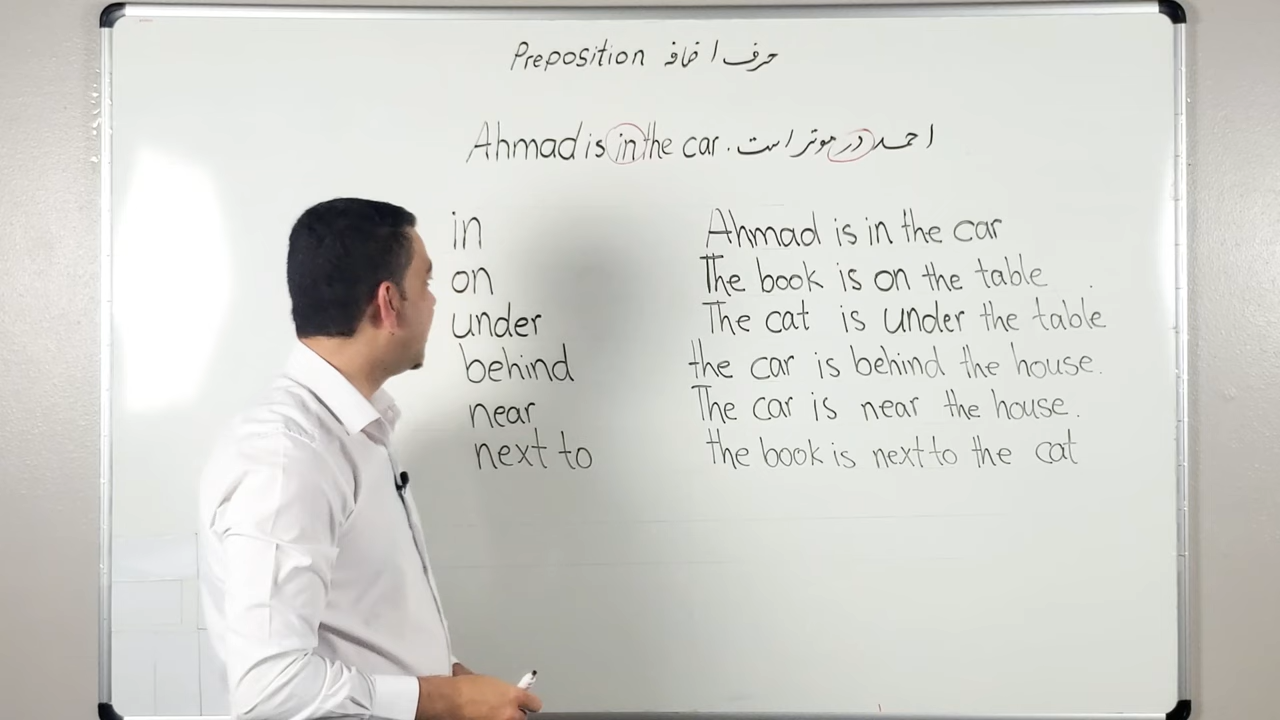 Preposition حرف اضافه
Ahmad is in the car. احمد در موتر است
in Ahmad is in the car
on The book is on the table
under The cat is under the table
behind the car is behind the house.
near The car is near the house.
next to the book is next to the cat